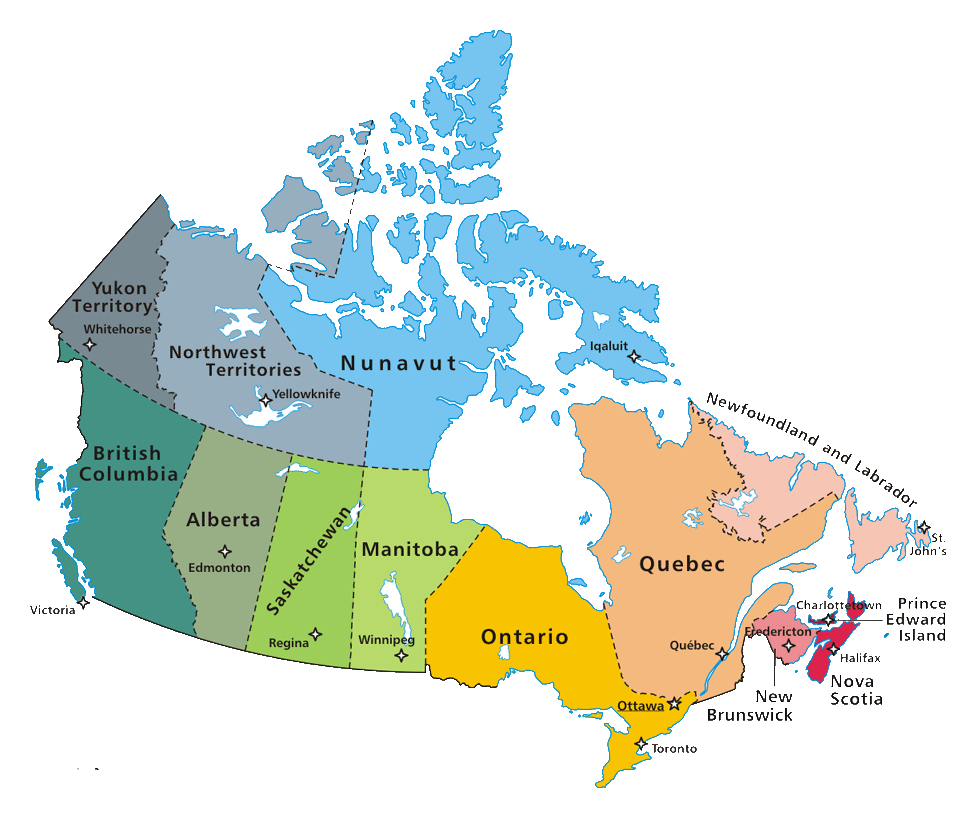 Yukon
Territory
Whitehorse
Northwest
Territories
Yellowknife
Nunavut
Iqaluit
Newfoundland and Labrador
British
Columbia
Alberta
Edmonton
Saskatchewan
Regina
Manitoba
Winnipeg
Victoria
Ontario
Ottawa
Toronto
Quebec
Québec
St.
John's
Charlottetown
Prince
Edward
Island
Fredericton
Halifax
Nova
Scotia
New
Brunswick